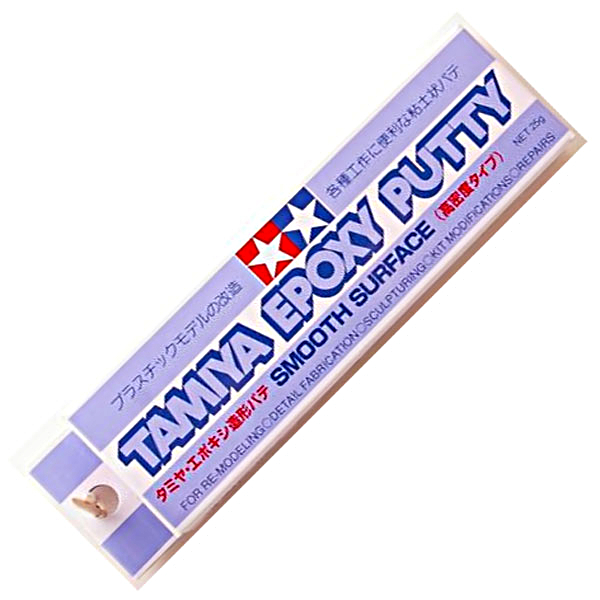 プラスチックモデルの改造
各種工作に便利な粘土状パテ
TAMIYA EPOXY PUTTY
NET 25g
タミヤ・エポキシ造形パテ SMOOTH SURFACE (高密度タイプ)
FOR RE-MODELING○DETAIL FABRICATION○SCULPTURING○KIT MODIFICATIONS○REPAIRS